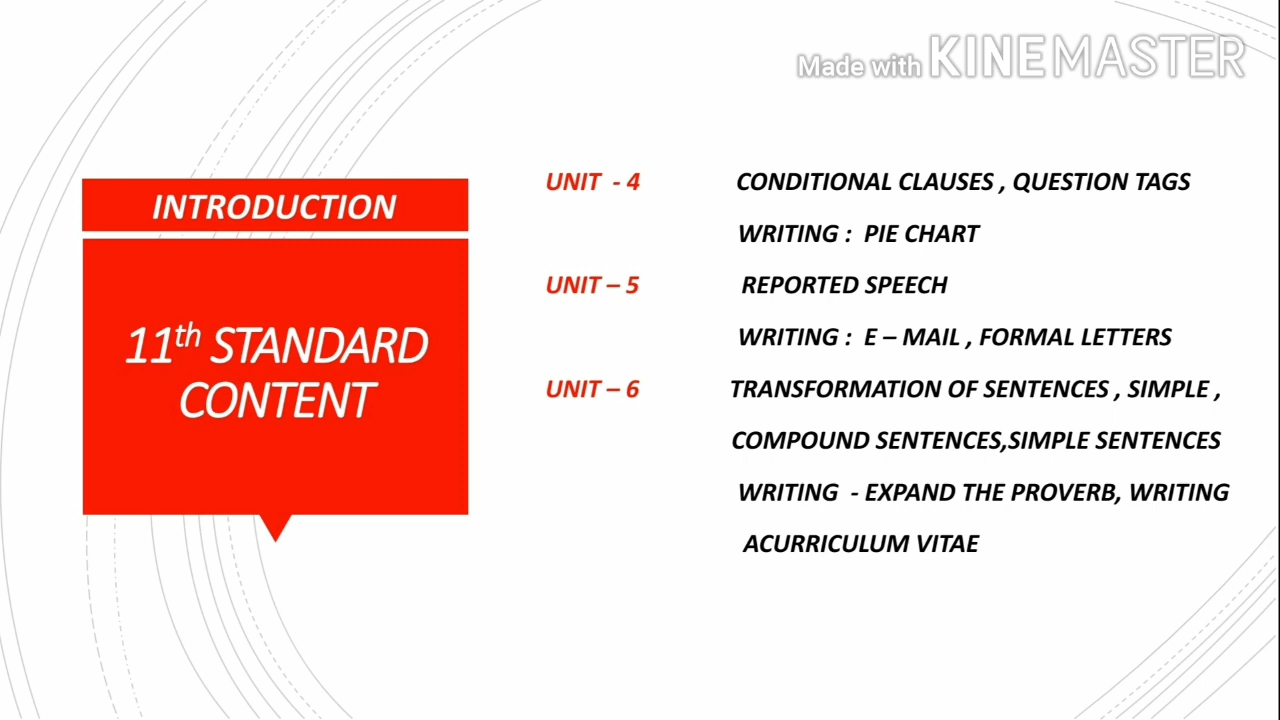 Made with KINEMASTER
INTRODUCTION
11th STANDARD
CONTENT
UNIT - 4 CONDITIONAL CLAUSES , QUESTION TAGS
WRITING : PIE CHART
UNIT – 5 REPORTED SPEECH
WRITING : E – MAIL , FORMAL LETTERS
UNIT – 6 TRANSFORMATION OF SENTENCES , SIMPLE ,
COMPOUND SENTENCES,SIMPLE SENTENCES
WRITING - EXPAND THE PROVERB, WRITING
ACURRICULUM VITAE